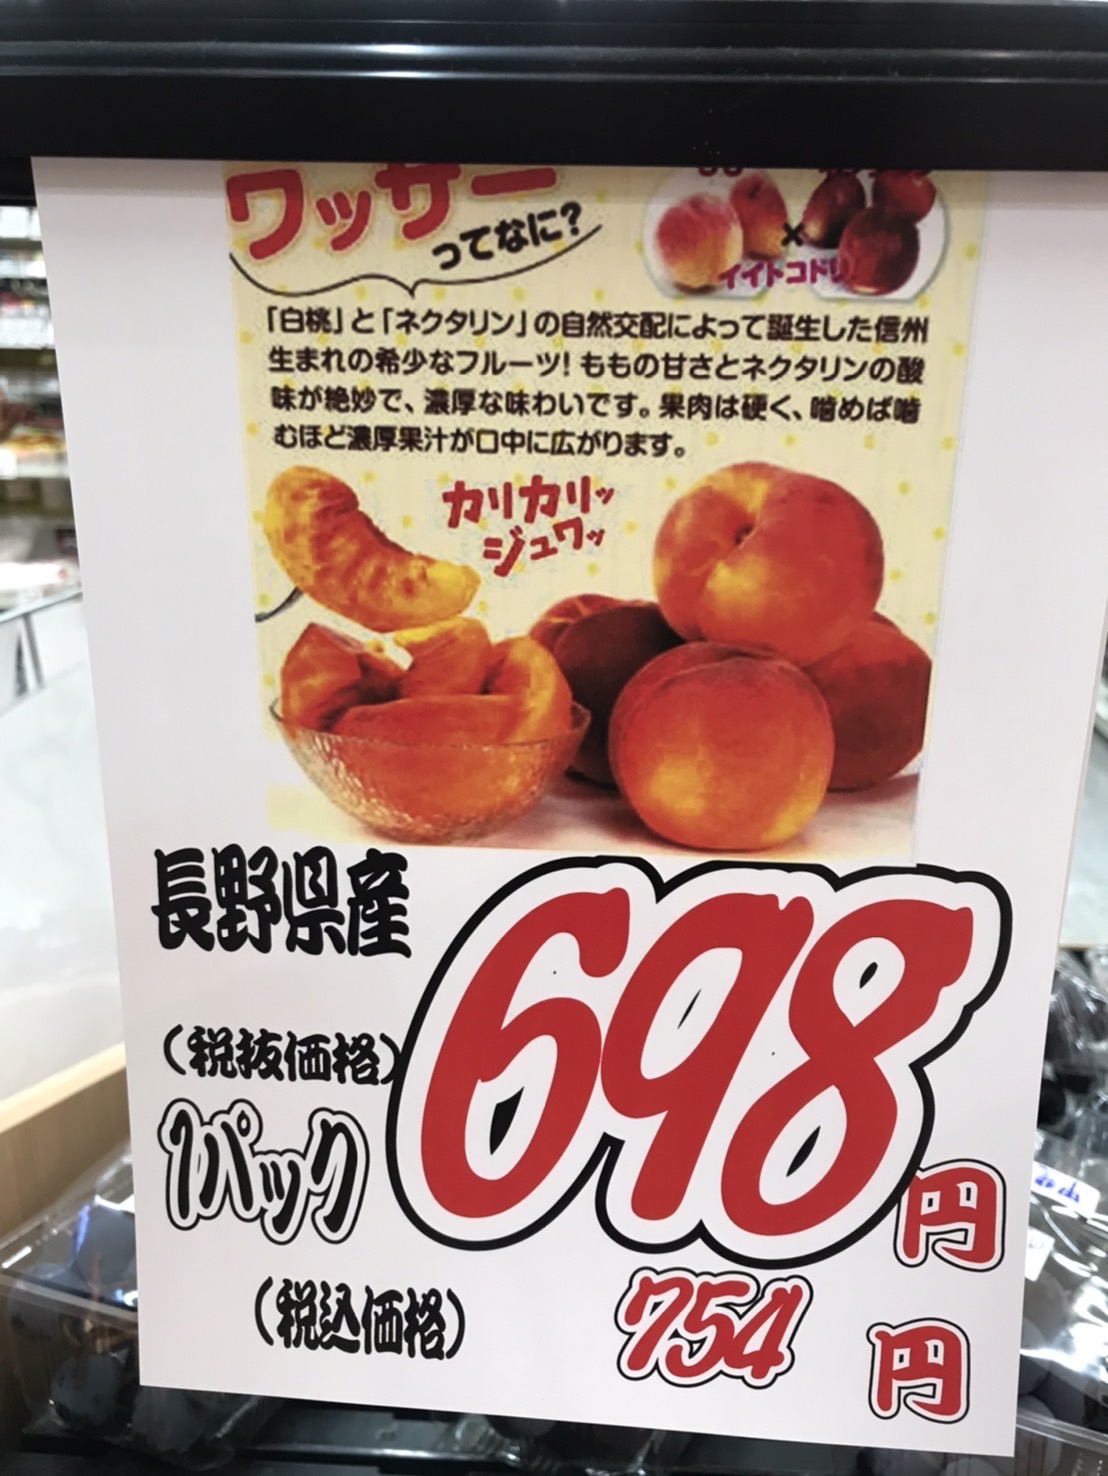 ワッサー
ってなに?
×
イイトコドリ
「白桃」と「ネクタリン」の自然交配によって誕生した信州
生まれの希少なフルーツ! ももの甘さとネクタリンの酸
味が絶妙で、濃厚な味わいです。果肉は硬く、噛めば噛
むほど濃厚果汁が口中に広がります。
カリカリッ
ジュワッ
長野県産
(税抜価格)
1パック
698円
(税込価格) 754円